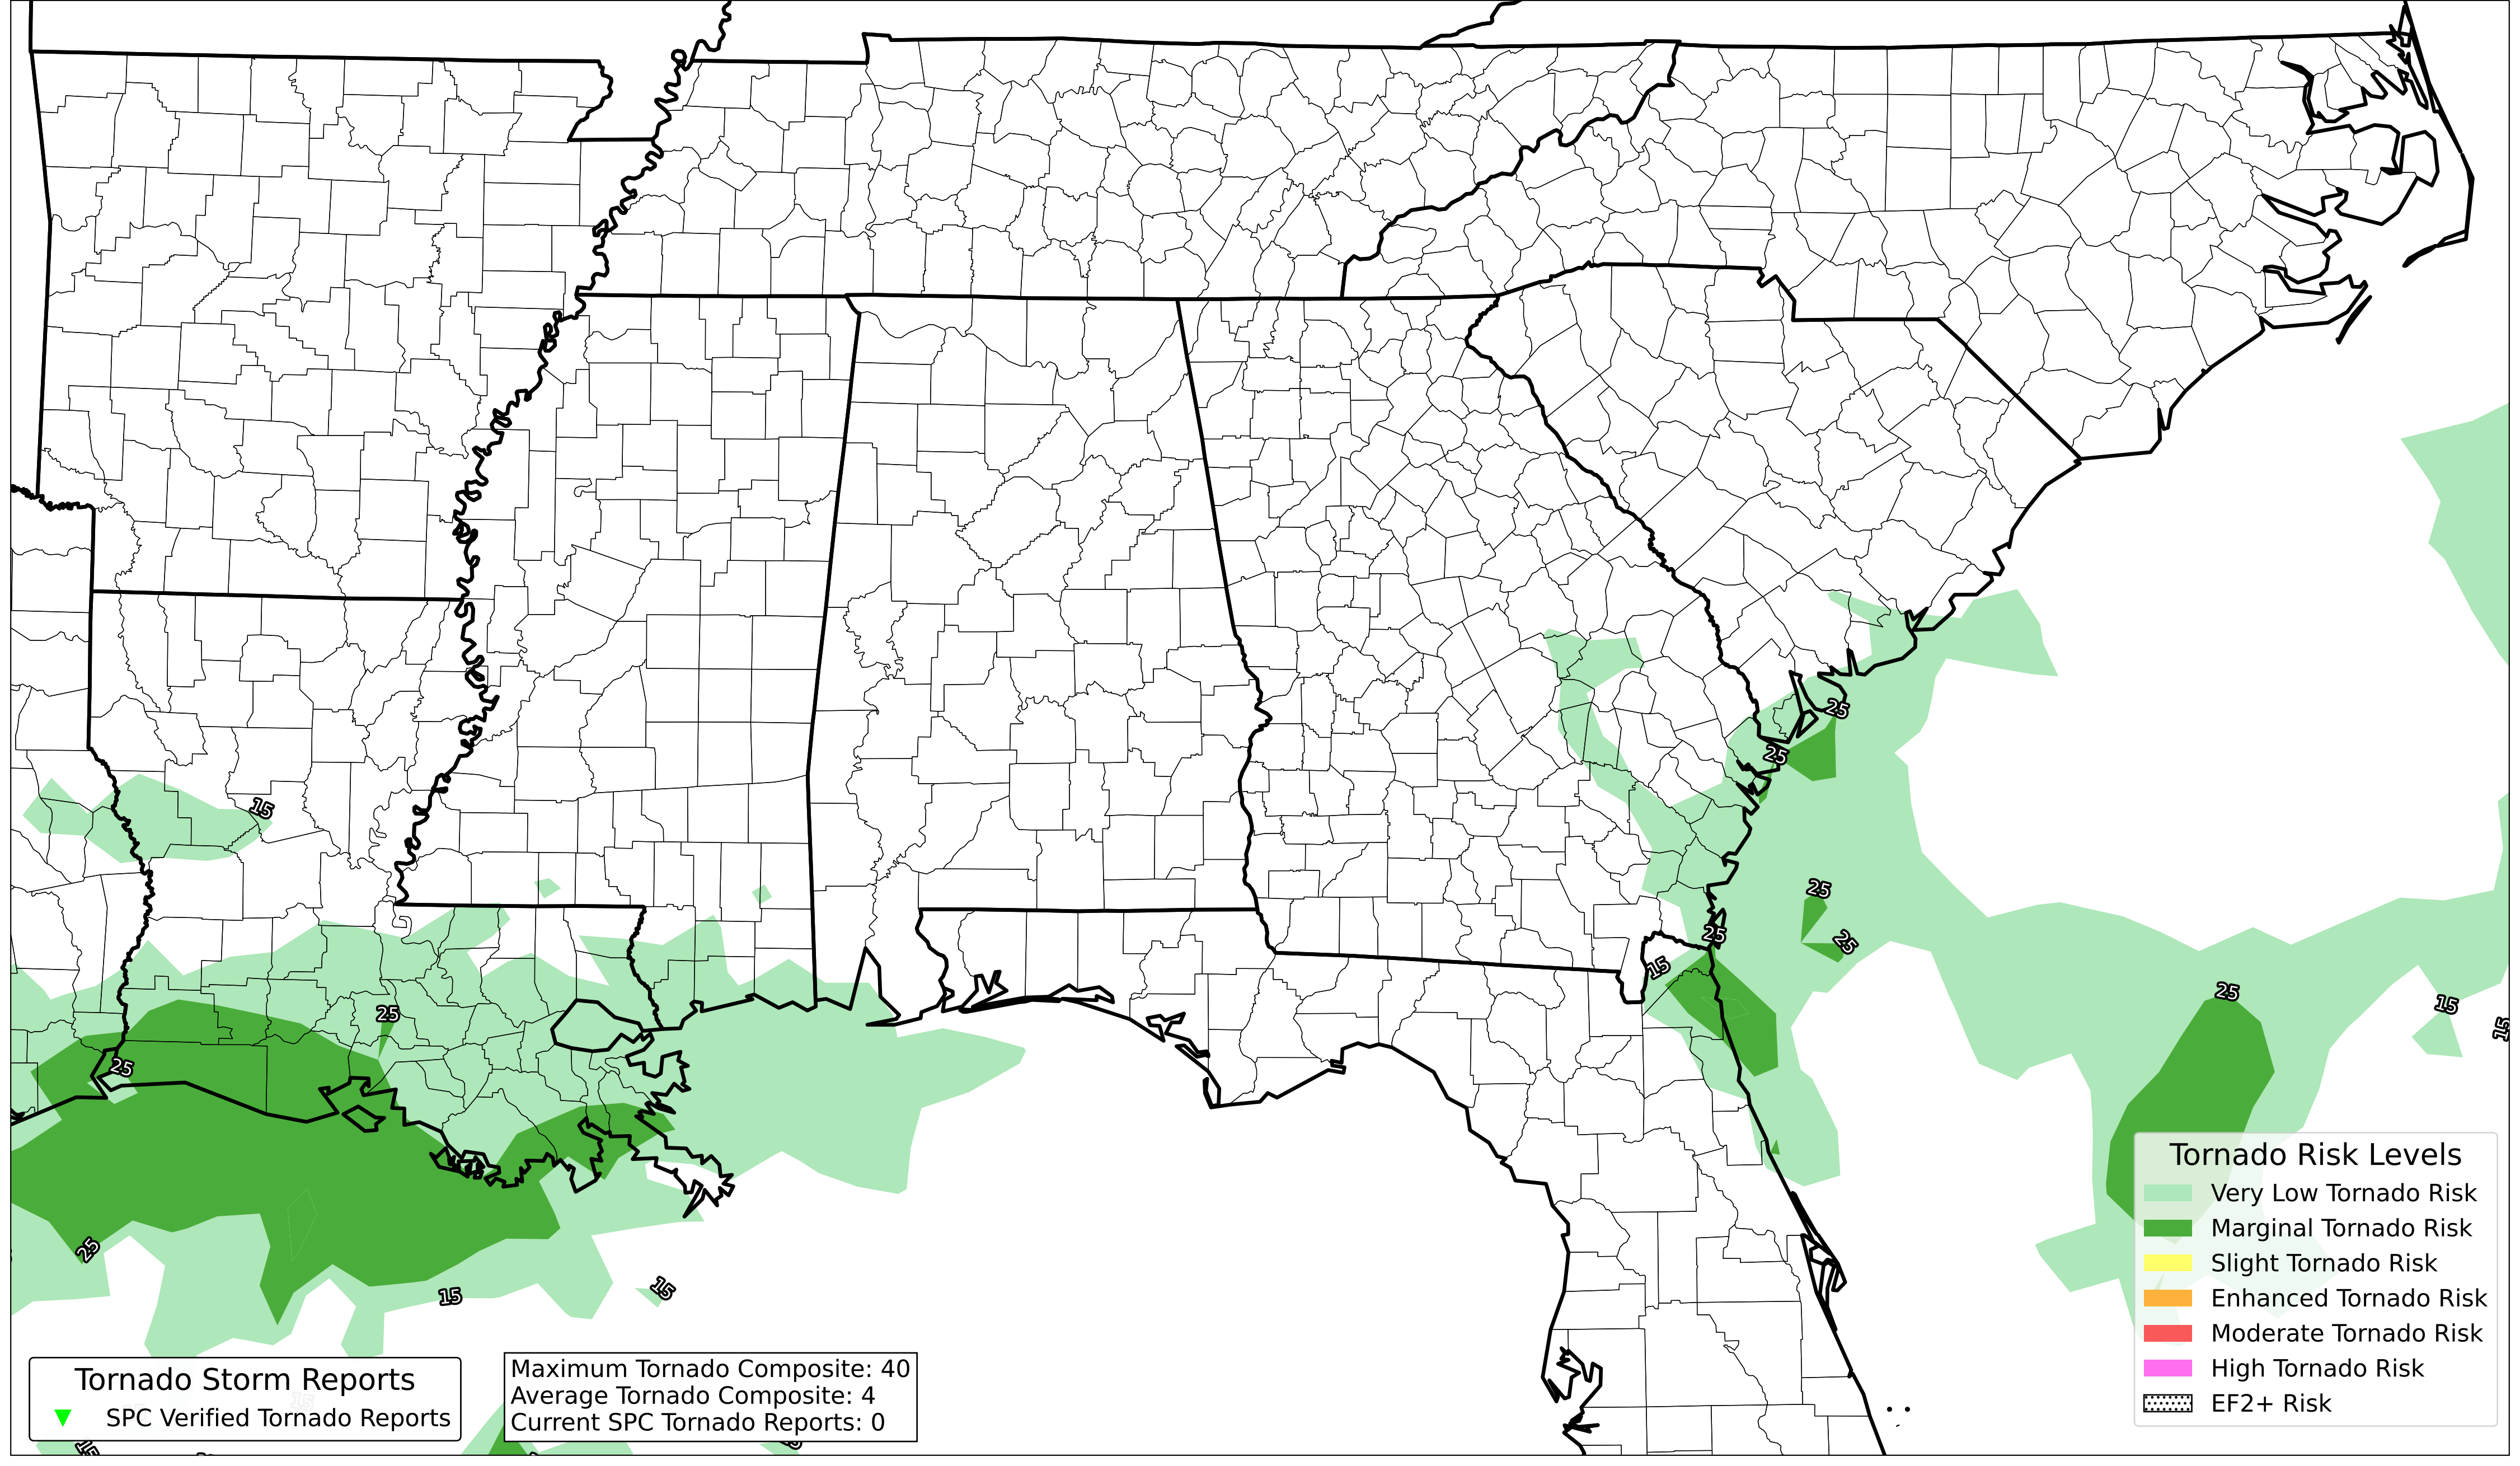 25
25
15
25
25
25
25
15
25
25
15
15
25
25
15
15
Tornado Risk Levels
Very Low Tornado Risk
Marginal Tornado Risk
Slight Tornado Risk
Enhanced Tornado Risk
Moderate Tornado Risk
High Tornado Risk
EF2+ Risk
Tornado Storm Reports
SPC Verified Tornado Reports
Maximum Tornado Composite: 40
Average Tornado Composite: 4
Current SPC Tornado Reports: 0
15
15